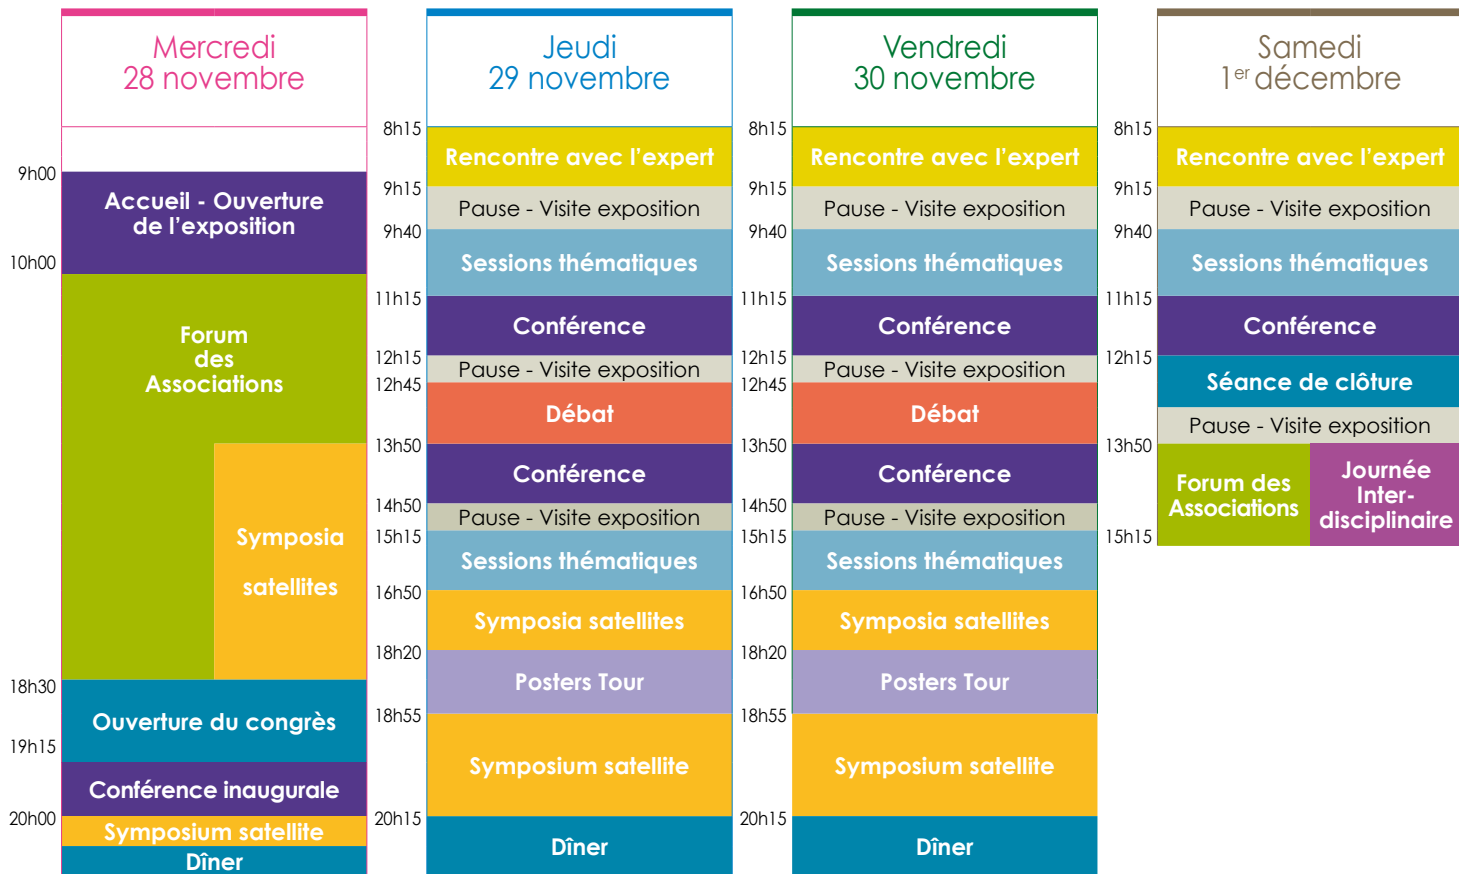 Mercredi
28 novembre
9h00
Accueil - Ouverture
de l’exposition
10h00
Forum
des
Associations
Symposia
satellites
18h30
Ouverture du congrès
19h15
Conférence inaugurale
20h00
Symposium satellite
Dîner
Jeudi
29 novembre
8h15
Rencontre avec l’expert
9h15
Pause - Visite exposition
9h40
Sessions thématiques
11h15
Conférence
12h15
Pause - Visite exposition
12h45
Débat
13h50
Conférence
14h50
Pause - Visite exposition
15h15
Sessions thématiques
16h50
Symposia satellites
18h20
Posters Tour
18h55
Symposium satellite
20h15
Dîner
Vendredi
30 novembre
8h15
Rencontre avec l’expert
9h15
Pause - Visite exposition
9h40
Sessions thématiques
11h15
Conférence
12h15
Pause - Visite exposition
12h45
Débat
13h50
Conférence
14h50
Pause - Visite exposition
15h15
Sessions thématiques
16h50
Symposia satellites
18h20
Posters Tour
18h55
Symposium satellite
20h15
Dîner
Samedi
1er décembre
8h15
Rencontre avec l’expert
9h15
Pause - Visite exposition
9h40
Sessions thématiques
11h15
Conférence
12h15
Séance de clôture
Pause - Visite exposition
13h50
Forum des
Associations
Journée
Inter-
disciplinaire
15h15